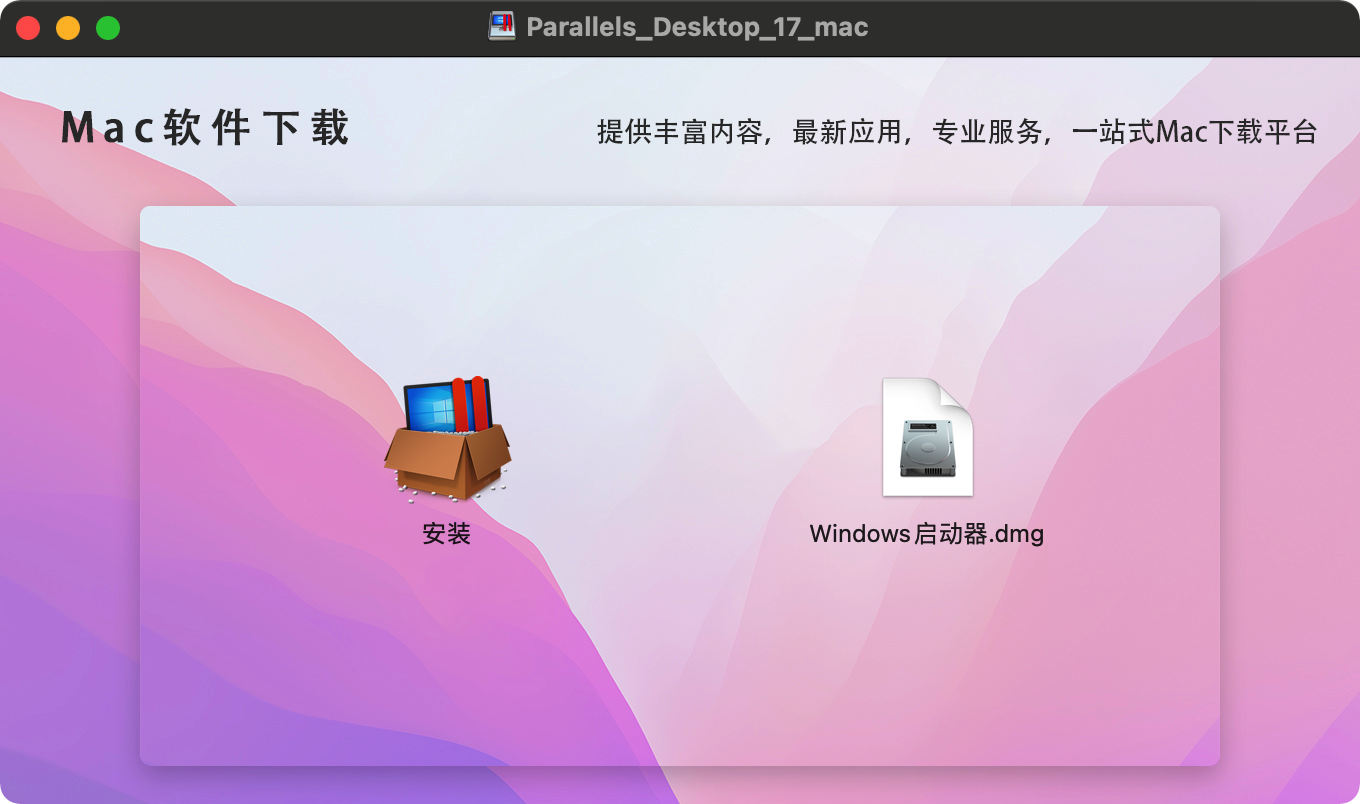 Parallels_Desktop_17_mac
Mac软件下载
提供丰富内容，最新应用，专业服务，一站式Mac下载平台
安装
Windows启动器.dmg